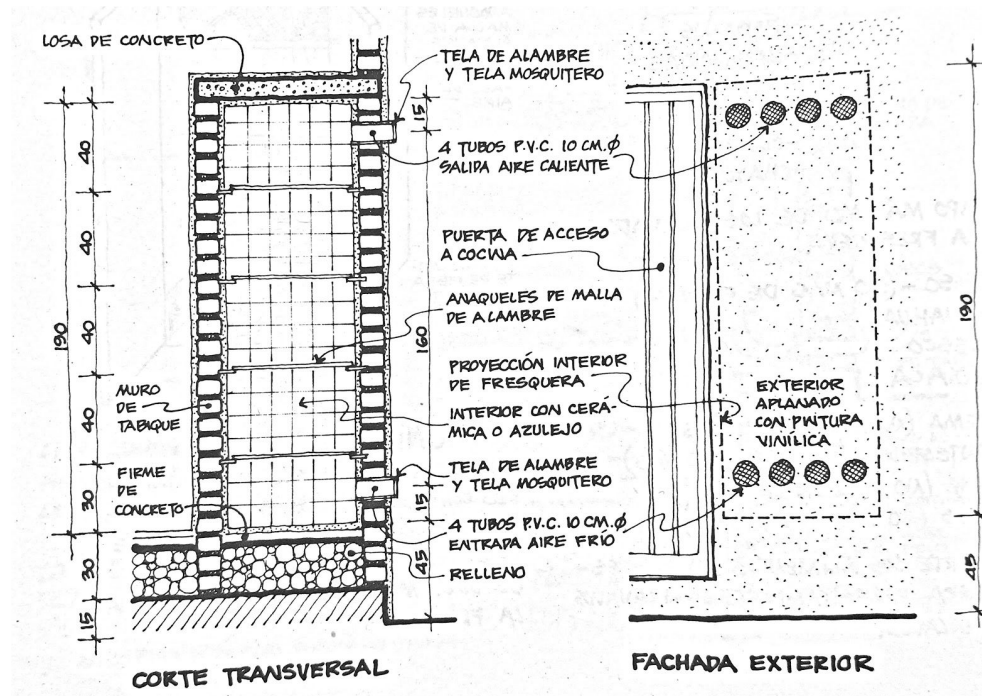 LOSA DE CONCRETO
TELA DE ALAMBRE
Y TELA MOSQUITERO
4 TUBOS P.V.C. 10 CM.Ø
SALIDA AIRE CALIENTE
PUERTA DE ACCESO
A COCINA
ANAQUELES DE MALLA
DE ALAMBRE
PROYECCIÓN INTERIOR
DE FRESQUERA
INTERIOR CON CERÁ-
MICA O AZULEJO
TELA DE ALAMBRE
Y TELA MOSQUITERO
4 TUBOS P.V.C. 10 CM.Ø
ENTRADA AIRE FRÍO
RELLENO
MURO
DE
TABIQUE
FIRME
DE
CONCRETO
EXTERIOR
APLANADO
CON PINTURA
VINÍLICA
190
40
40
40
40
30
30
15
15
160
15
45
190
45
CORTE TRANSVERSAL
FACHADA EXTERIOR